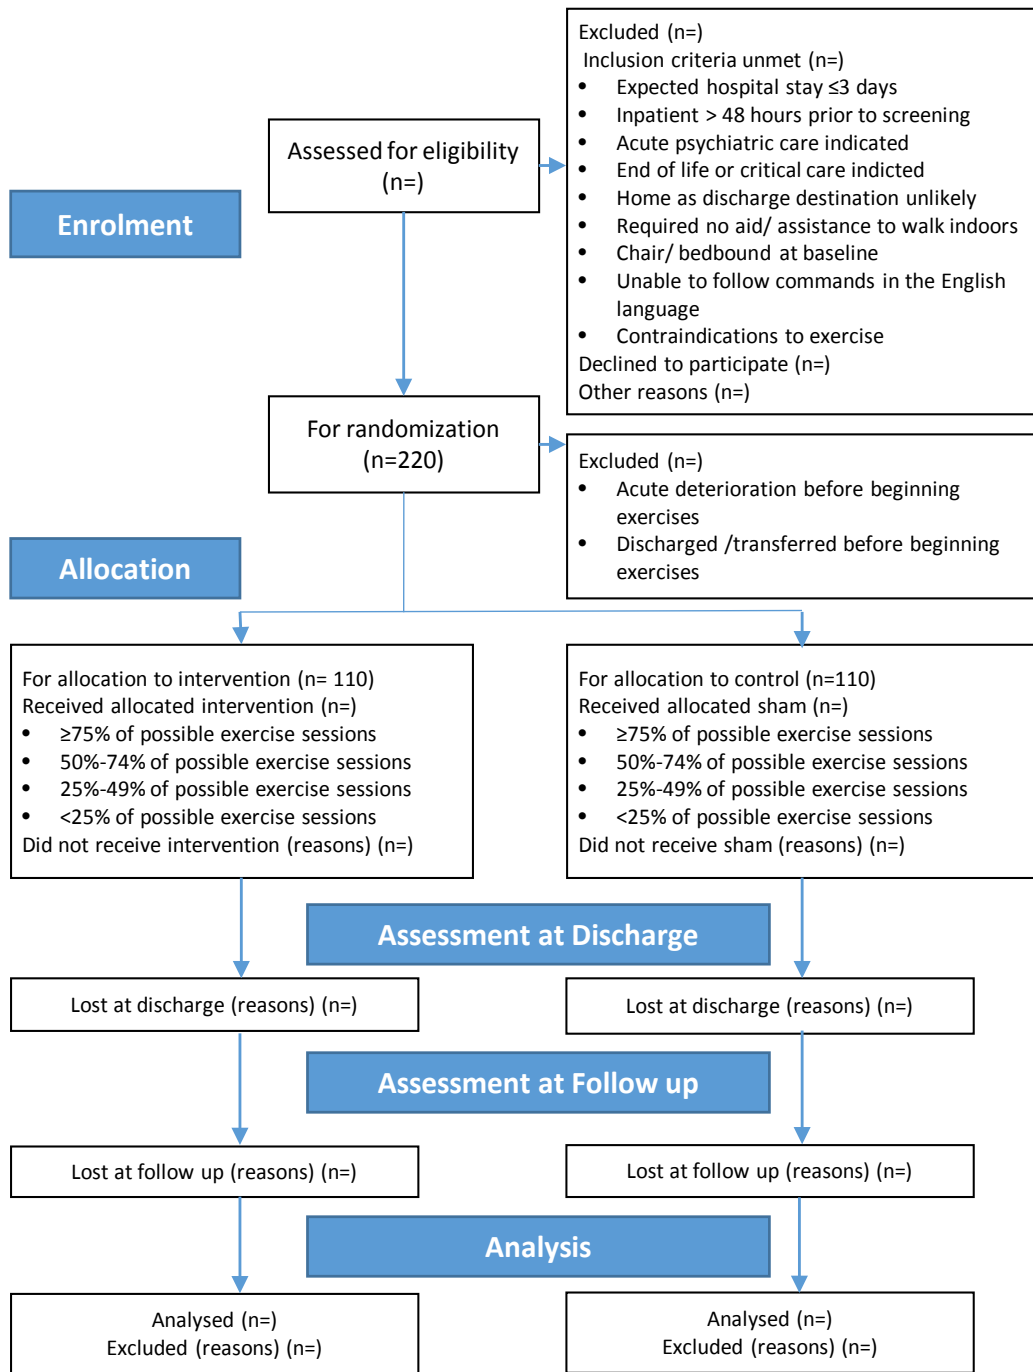 Enrolment
Assessed for eligibility
(n=)
Excluded (n=)
Inclusion criteria unmet (n=)
• Expected hospital stay ≤3 days
• Inpatient > 48 hours prior to screening
• Acute psychiatric care indicated
• End of life or critical care indicted
• Home as discharge destination unlikely
• Required no aid/ assistance to walk indoors
• Chair/ bedbound at baseline
• Unable to follow commands in the English
language
• Contraindications to exercise
Declined to participate (n=)
Other reasons (n=)
For randomization
(n=220)
Excluded (n=)
• Acute deterioration before beginning
exercises
• Discharged /transferred before beginning
exercises
Allocation
For allocation to intervention (n= 110)
Received allocated intervention (n=)
• ≥75% of possible exercise sessions
• 50%-74% of possible exercise sessions
• 25%-49% of possible exercise sessions
• <25% of possible exercise sessions
Did not receive intervention (reasons) (n=)
For allocation to control (n=110)
Received allocated sham (n=)
• ≥75% of possible exercise sessions
• 50%-74% of possible exercise sessions
• 25%-49% of possible exercise sessions
• <25% of possible exercise sessions
Did not receive sham (reasons) (n=)
Assessment at Discharge
Lost at discharge (reasons) (n=)
Lost at discharge (reasons) (n=)
Assessment at Follow up
Lost at follow up (reasons) (n=)
Lost at follow up (reasons) (n=)
Analysis
Analysed (n=)
Excluded (reasons) (n=)
Analysed (n=)
Excluded (reasons) (n=)